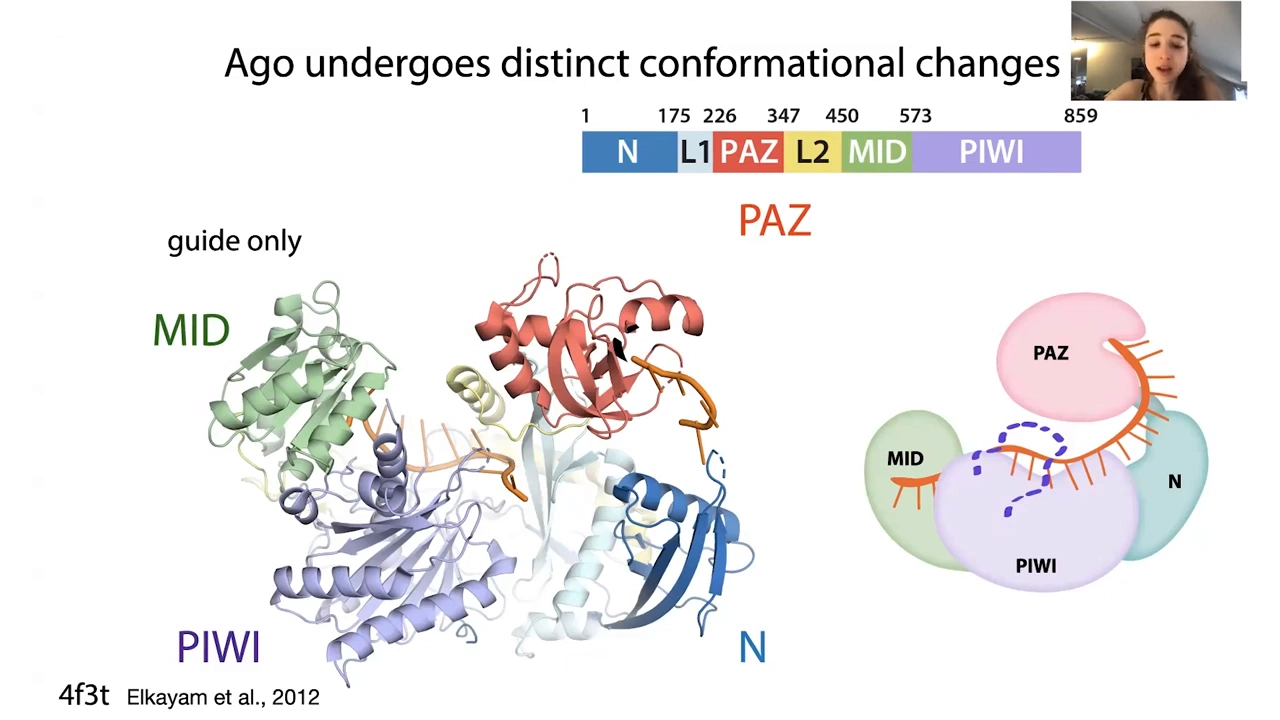 Ago undergoes distinct conformational changes
1 175 226 347 450 573 859
N L1 PAZ L2 MID PIWI
PAZ
guide only
MID
PAZ
MID
N
PIWI
PIWI
N
4f3t Elkayam et al., 2012